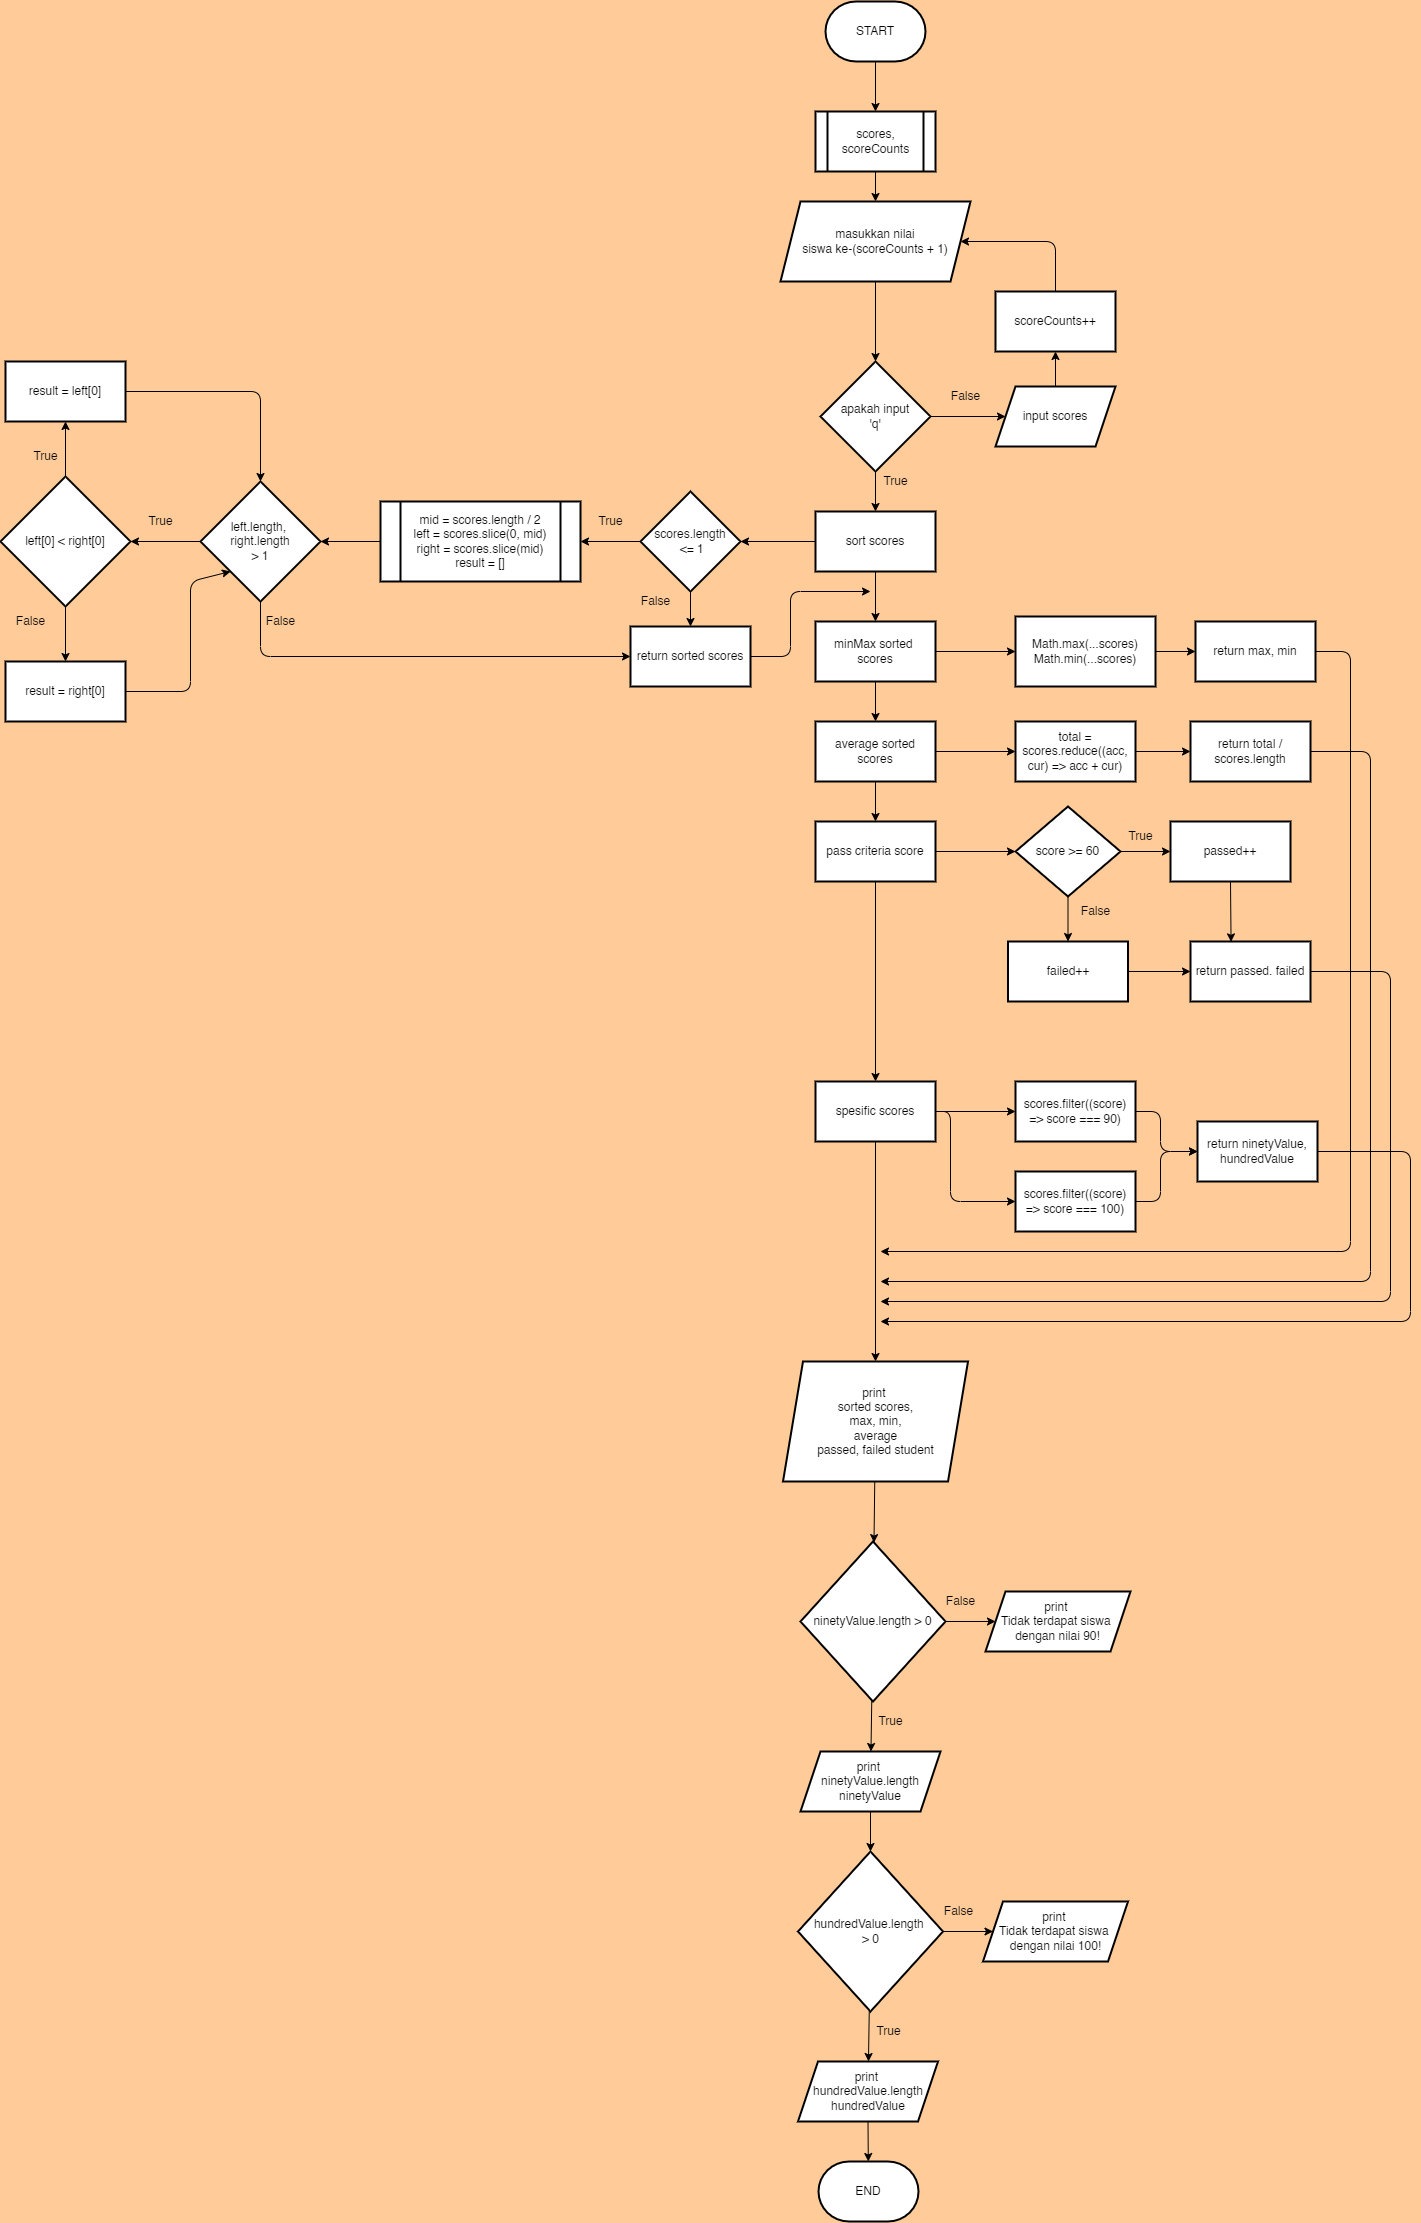 START
scores,
scoreCounts
masukkan nilai
siswa ke-(scoreCounts + 1)
scoreCounts++
apakah input
'q'
False
input scores
True
sort scores
scores.length
<= 1
True
False
return sorted scores
mid = scores.length / 2
left = scores.slice(0, mid)
right = scores.slice(mid)
result = []
left.length,
right.length
> 1
True
False
left[0] < right[0]
True
result = left[0]
False
result = right[0]
minMax sorted
scores
Math.max(...scores)
Math.min(...scores)
return max, min
average sorted
scores
total =
scores.reduce((acc,
cur) => acc + cur)
return total /
scores.length
pass criteria score
score >= 60
True
passed++
False
failed++
return passed. failed
spesific scores
scores.filter((score)
=> score === 90)
scores.filter((score)
=> score === 100)
return ninetyValue,
hundredValue
print
sorted scores,
max, min,
average
passed, failed student
ninetyValue.length > 0
False
print
Tidak terdapat siswa
dengan nilai 90!
True
print
ninetyValue.length
ninetyValue
hundredValue.length
> 0
False
print
Tidak terdapat siswa
dengan nilai 100!
True
print
hundredValue.length
hundredValue
END